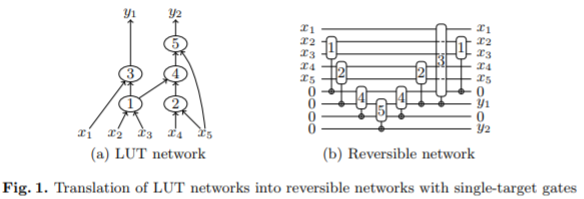 y1 y2
5
3 4
1 2
x1 x2 x3 x4 x5
(a) LUT network
x1 x1
x2 x2
x3 x3
x4 x4
x5 x5
0 0
0 y1
0 0
0 y2
1 2 4 5 4 2 3 1
(b) Reversible network
Fig. 1. Translation of LUT networks into reversible networks with single-target gates